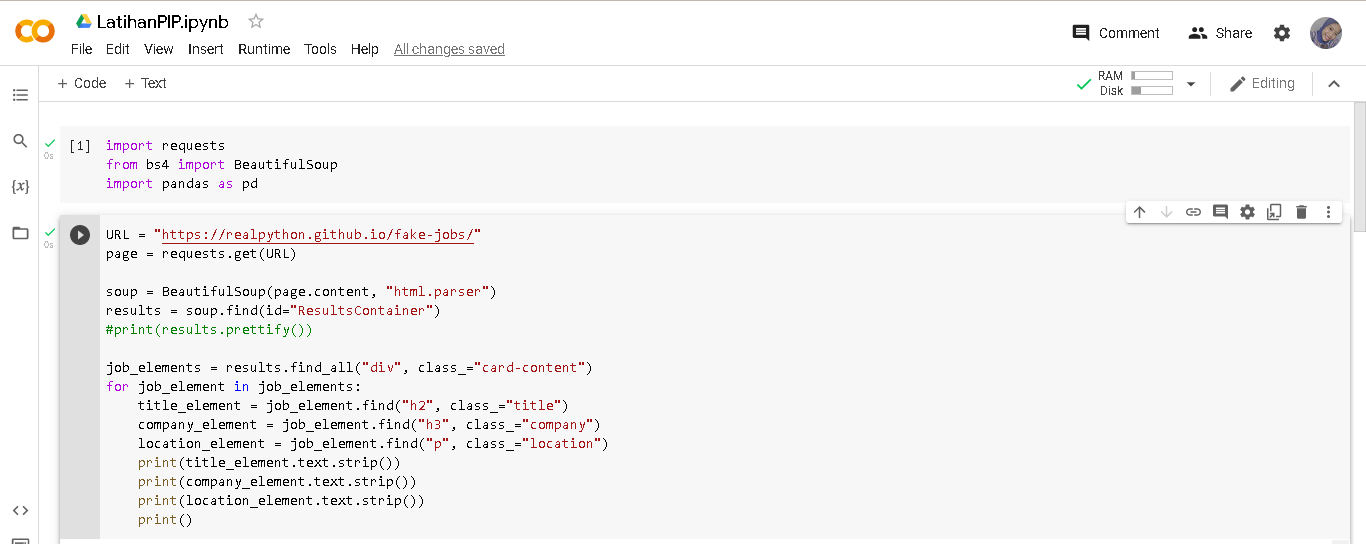 LatihanPIP.ipynb
File Edit View Insert Runtime Tools Help All changes saved
Comment Share
+ Code + Text
RAM
Disk
Editing
[1]
0s
import requests
from bs4 import BeautifulSoup
import pandas as pd
{x}
0s
URL = "https://realpython.github.io/fake-jobs/"
page = requests.get(URL)
soup = BeautifulSoup(page.content, "html.parser")
results = soup.find(id="ResultsContainer")
#print(results.prettify())
job_elements = results.find_all("div", class_="card-content")
for job_element in job_elements:
    title_element = job_element.find("h2", class_="title")
    company_element = job_element.find("h3", class_="company")
    location_element = job_element.find("p", class_="location")
    print(title_element.text.strip())
    print(company_element.text.strip())
    print(location_element.text.strip())
    print()